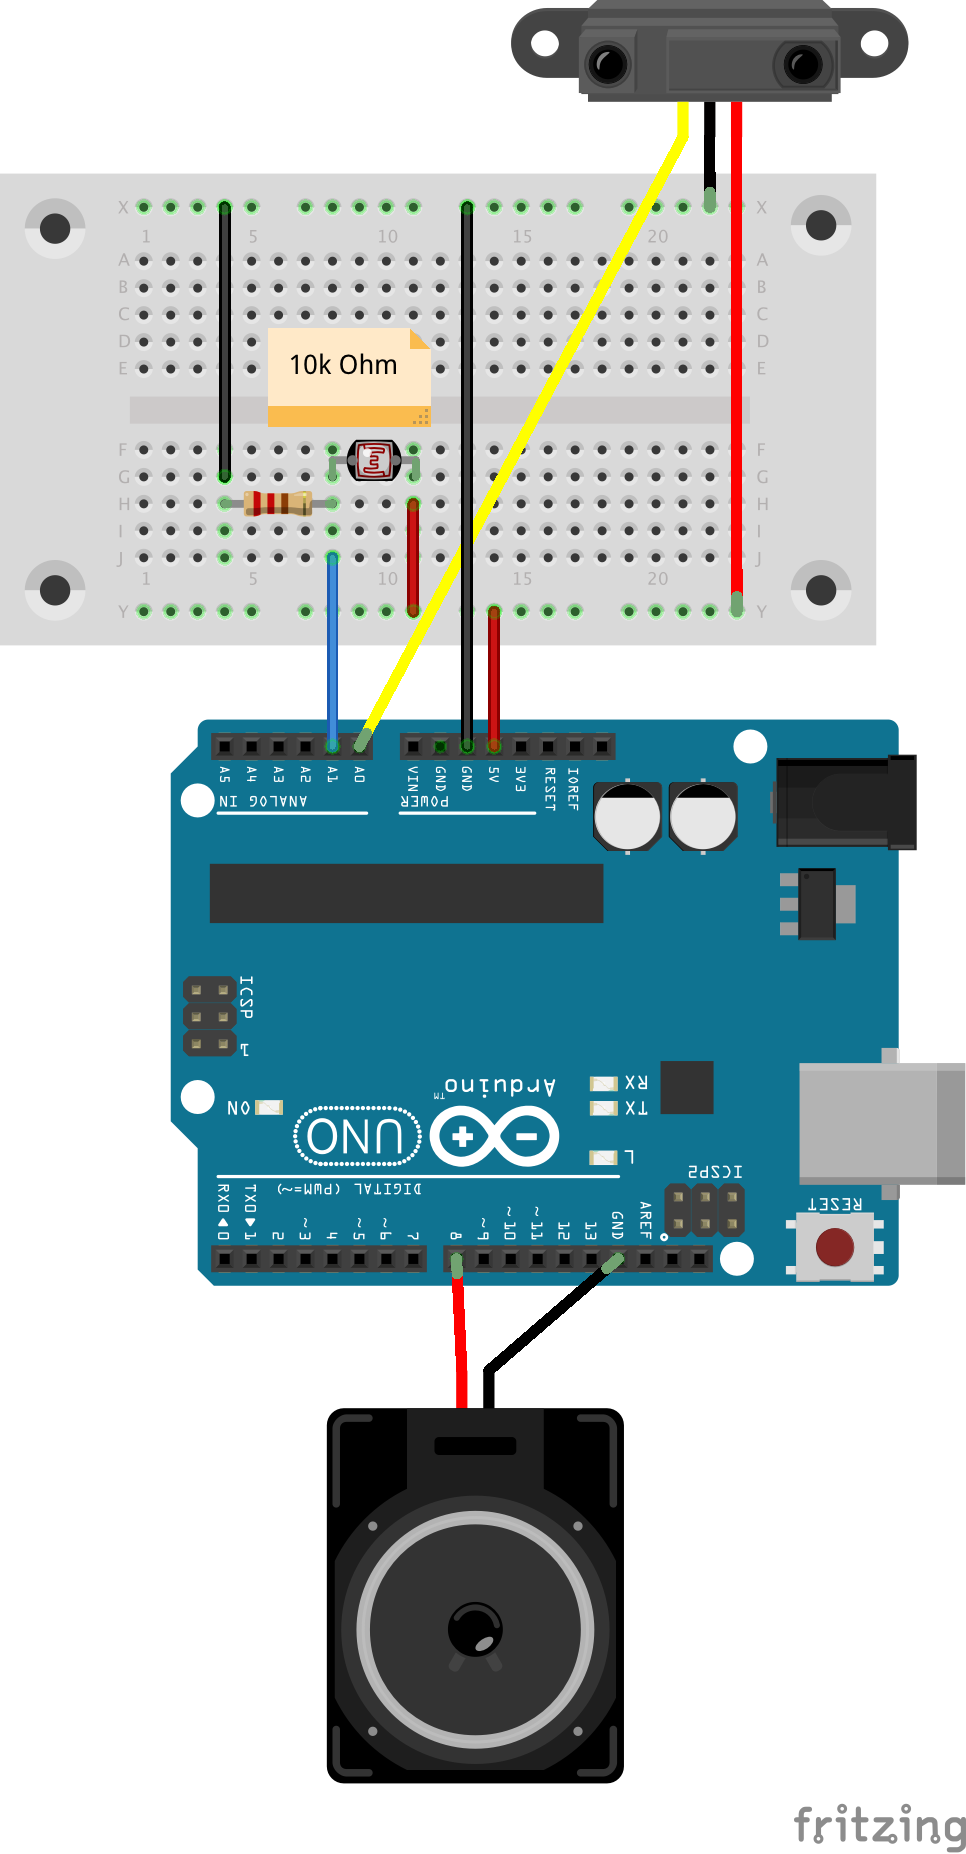 X X
1 5 10 15 20
A A
B B
C C
D D
E E
10k Ohm
F F
G G
H H
I I
J J
1 5 10 15 20
Y Y
A5 A4 A3 A2 A1 A0 VIN GND GND 5V 3V3 RESET IOREF
ANALOG IN POWER
ICSP
1
Arduino
TM
RX
TX
ON
UNO
L
ICSP2
DIGITAL (PWM=~)
RESET
RX0 TX0 AREF
0 1 2 ~3 4 ~5 ~6 7 8 ~9 ~10 ~11 12 13 GND
fritzing